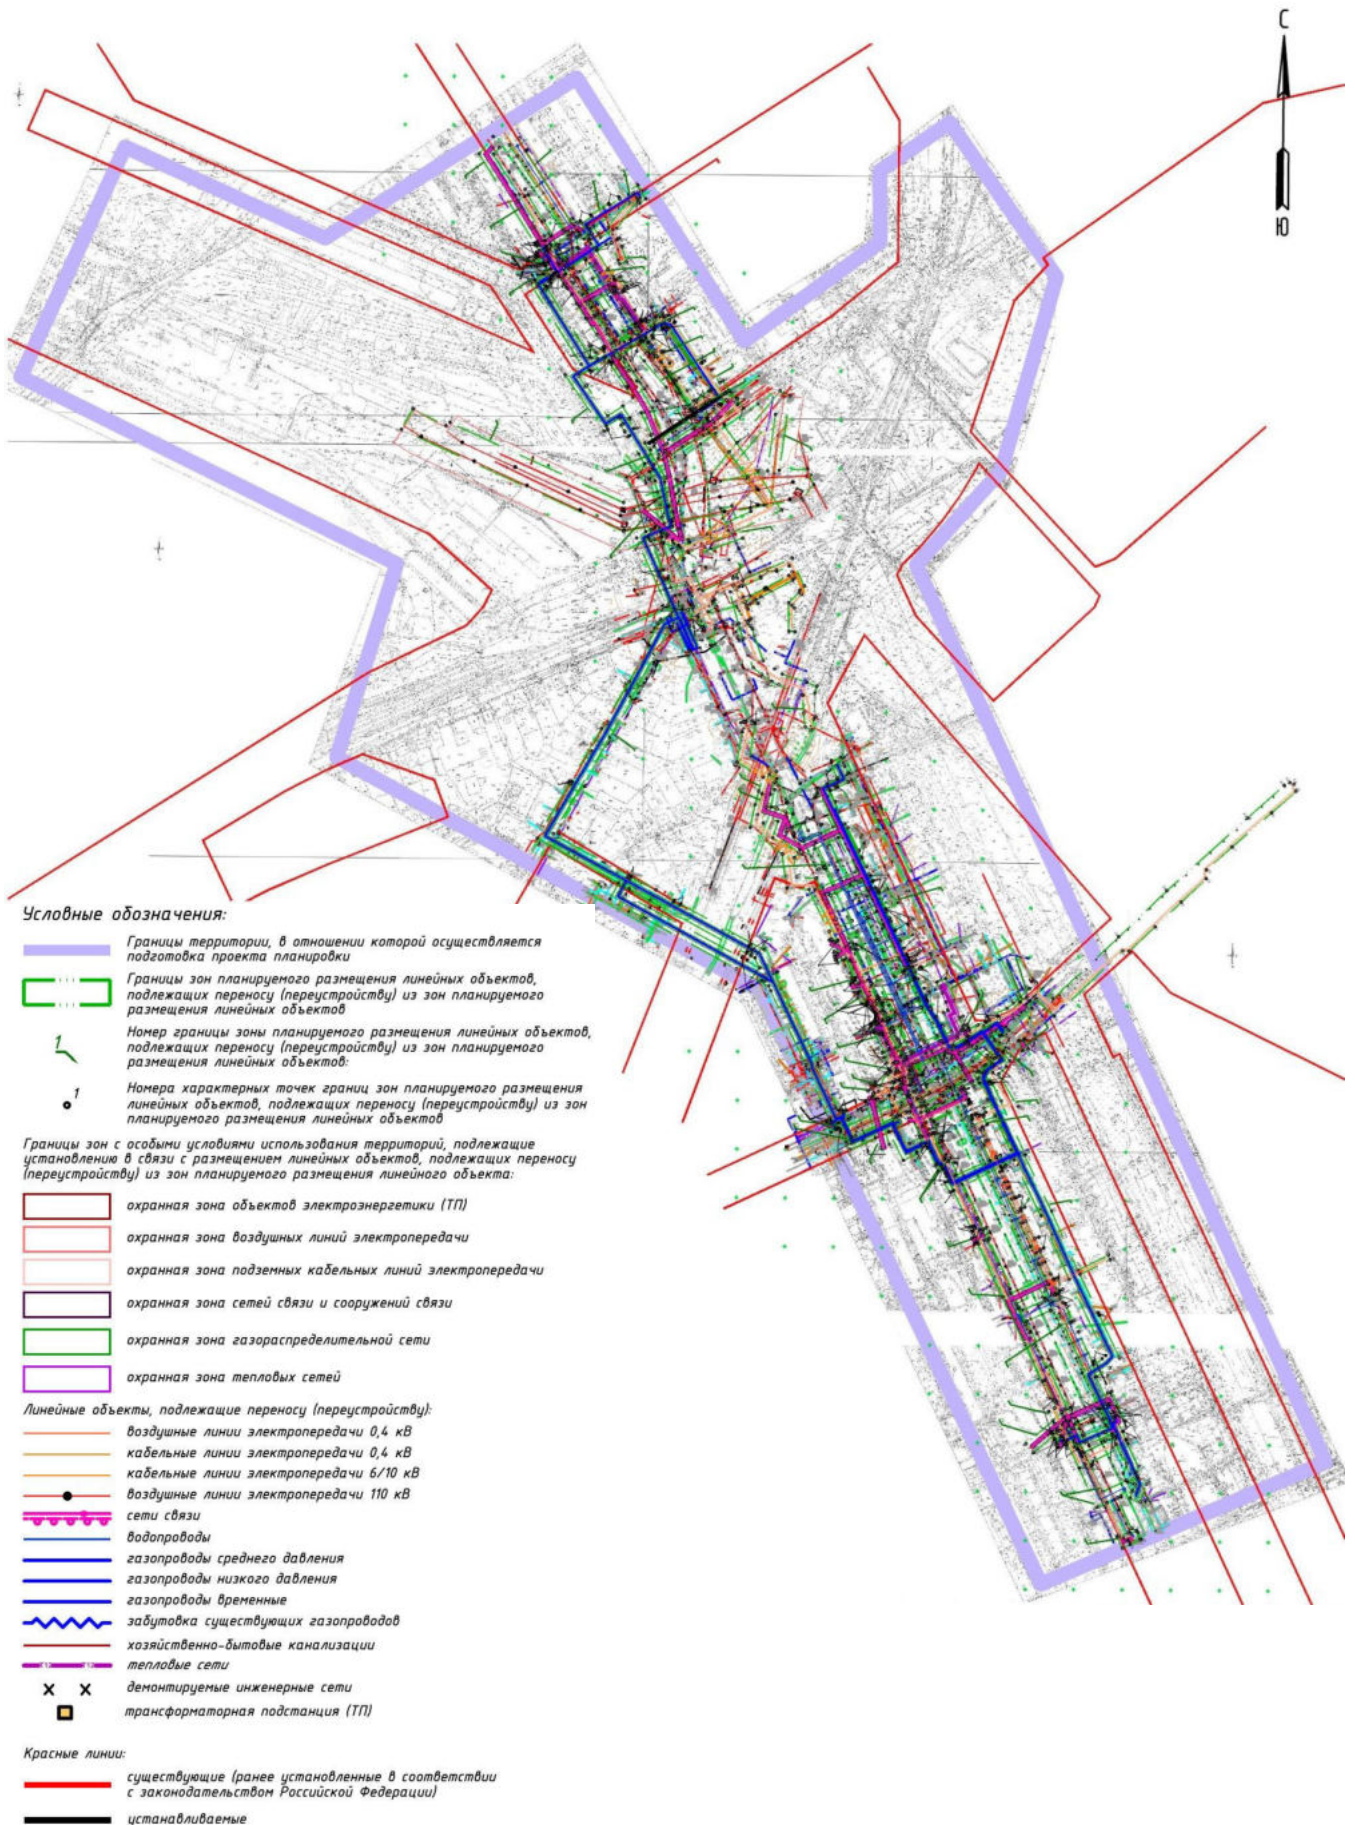 С
Ю
Условные обозначения:
Границы территории, в отношении которой осуществляется
подготовка проекта планировки
Границы зон планируемого размещения линейных объектов,
подлежащих переносу (переустройству) из зон планируемого
размещения линейных объектов
1
Номер границы зоны планируемого размещения линейных объектов,
подлежащих переносу (переустройству) из зон планируемого
размещения линейных объектов:
1
Номера характерных точек границ зон планируемого размещения
линейных объектов, подлежащих переносу (переустройству) из зон
планируемого размещения линейных объектов
Границы зон с особыми условиями использования территорий, подлежащие
установлению в связи с размещением линейных объектов, подлежащих переносу
(переустройству) из зон планируемого размещения линейного объекта:
охранная зона объектов электроэнергетики (ТП)
охранная зона воздушных линий электропередачи
охранная зона подземных кабельных линий электропередачи
охранная зона сетей связи и сооружений связи
охранная зона газораспределительной сети
охранная зона тепловых сетей
Линейные объекты, подлежащие переносу (переустройству):
воздушные линии электропередачи 0,4 кВ
кабельные линии электропередачи 0,4 кВ
кабельные линии электропередачи 6/10 кВ
воздушные линии электропередачи 110 кВ
сети связи
водопроводы
газопроводы среднего давления
газопроводы низкого давления
газопроводы временные
забутовка существующих газопроводов
хозяйственно-бытовые канализации
тепловые сети
демонтируемые инженерные сети
трансформаторная подстанция (ТП)
Красные линии:
существующие (ранее установленные в соответствии
с законодательством Российской Федерации)
устанавливаемые